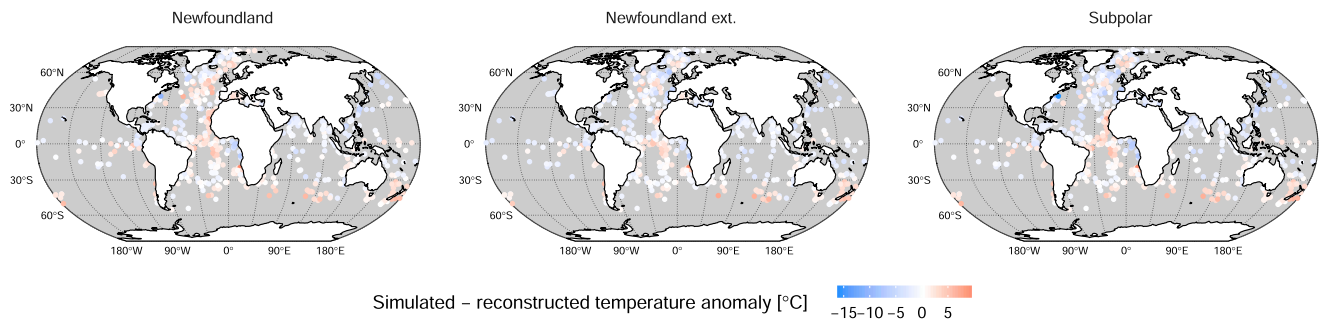 Newfoundland
Newfoundland ext.
Subpolar
60°N
30°N
0°
30°S
60°S
180°W 90°W 0° 90°E 180°E
60°N
30°N
0°
30°S
60°S
180°W 90°W 0° 90°E 180°E
60°N
30°N
0°
30°S
60°S
180°W 90°W 0° 90°E 180°E
Simulated − reconstructed temperature anomaly [°C]
−15 −10 −5 0 5